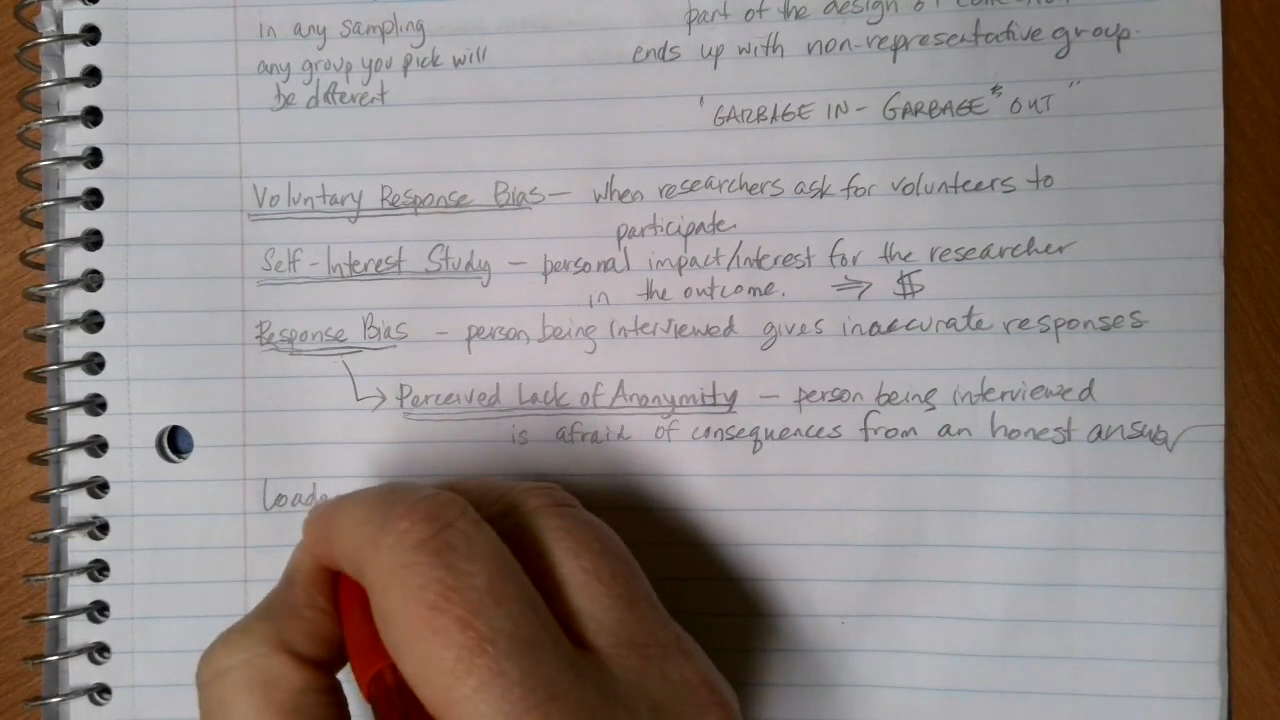 in any sampling
any group you pick will
be different
part of the design or
ends up with non-representative group.
"GARBAGE IN - GARBAGE OUT"
Voluntary Response Bias — when researchers ask for volunteers to
participate.
Self-Interest Study — personal impact/interest for the researcher
in the outcome. ⇒ $
Response Bias — person being interviewed gives inaccurate responses
→ Perceived Lack of Anonymity — person being interviewed
is afraid of consequences from an honest answer
Load